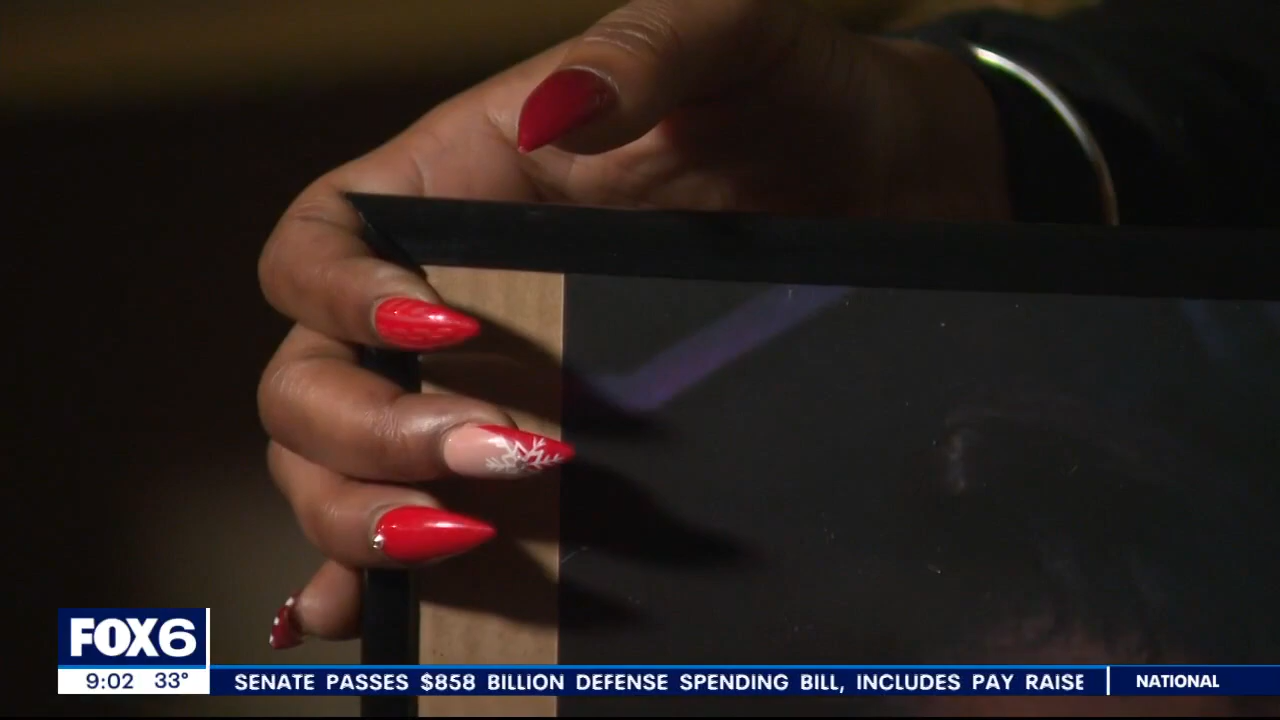 FOX6
9:02 33°
SENATE PASSES $858 BILLION DEFENSE SPENDING BILL, INCLUDES PAY RAISE
NATIONAL